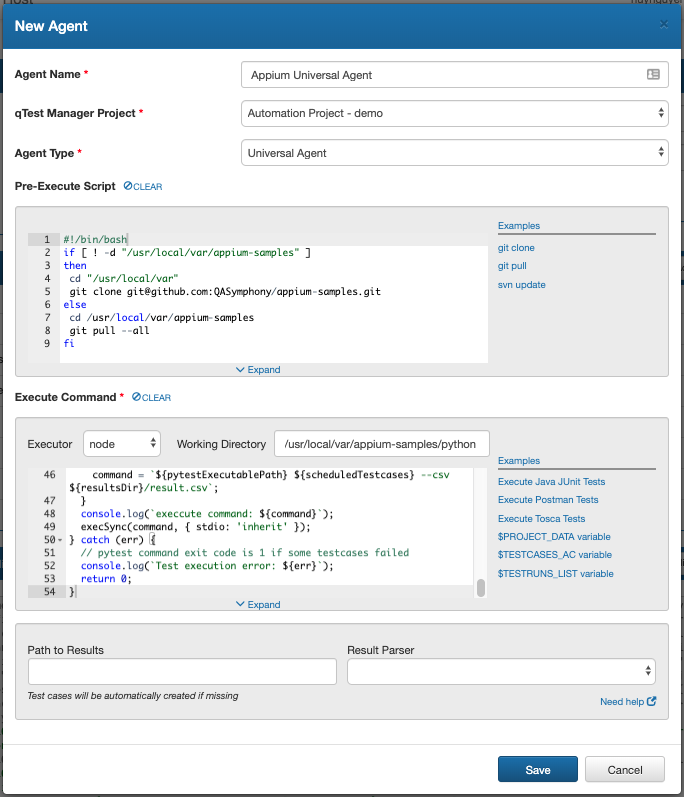 New Agent
Agent Name *
Appium Universal Agent
qTest Manager Project *
Automation Project - demo
Agent Type *
Universal Agent
Pre-Execute Script CLEAR
1 #!/bin/bash
2 if [ ! -d "/usr/local/var/appium-samples" ]
3 then
4 cd "/usr/local/var"
5 git clone git@github.com:QASymphony/appium-samples.git
6 else
7 cd /usr/local/var/appium-samples
8 git pull --all
9 fi
Examples
git clone
git pull
svn update
Expand
Execute Command * CLEAR
Executor node Working Directory /usr/local/var/appium-samples/python
46 command = `${pytestExecutablePath} ${scheduledTestcases} --csv
${resultsDir}/result.csv`;
47 }
48 console.log(`execcute command: ${command}`);
49 execSync(command, { stdio: 'inherit' });
50 } catch (err) {
51 // pytest command exit code is 1 if some testcases failed
52 console.log(`Test execution error: ${err}`);
53 return 0;
54 }
Examples
Execute Java JUnit Tests
Execute Postman Tests
Execute Tosca Tests
$PROJECT_DATA variable
$TESTCASES_AC variable
$TESTRUNS_LIST variable
Expand
Path to Results
Result Parser
Test cases will be automatically created if missing
Need help
Save
Cancel